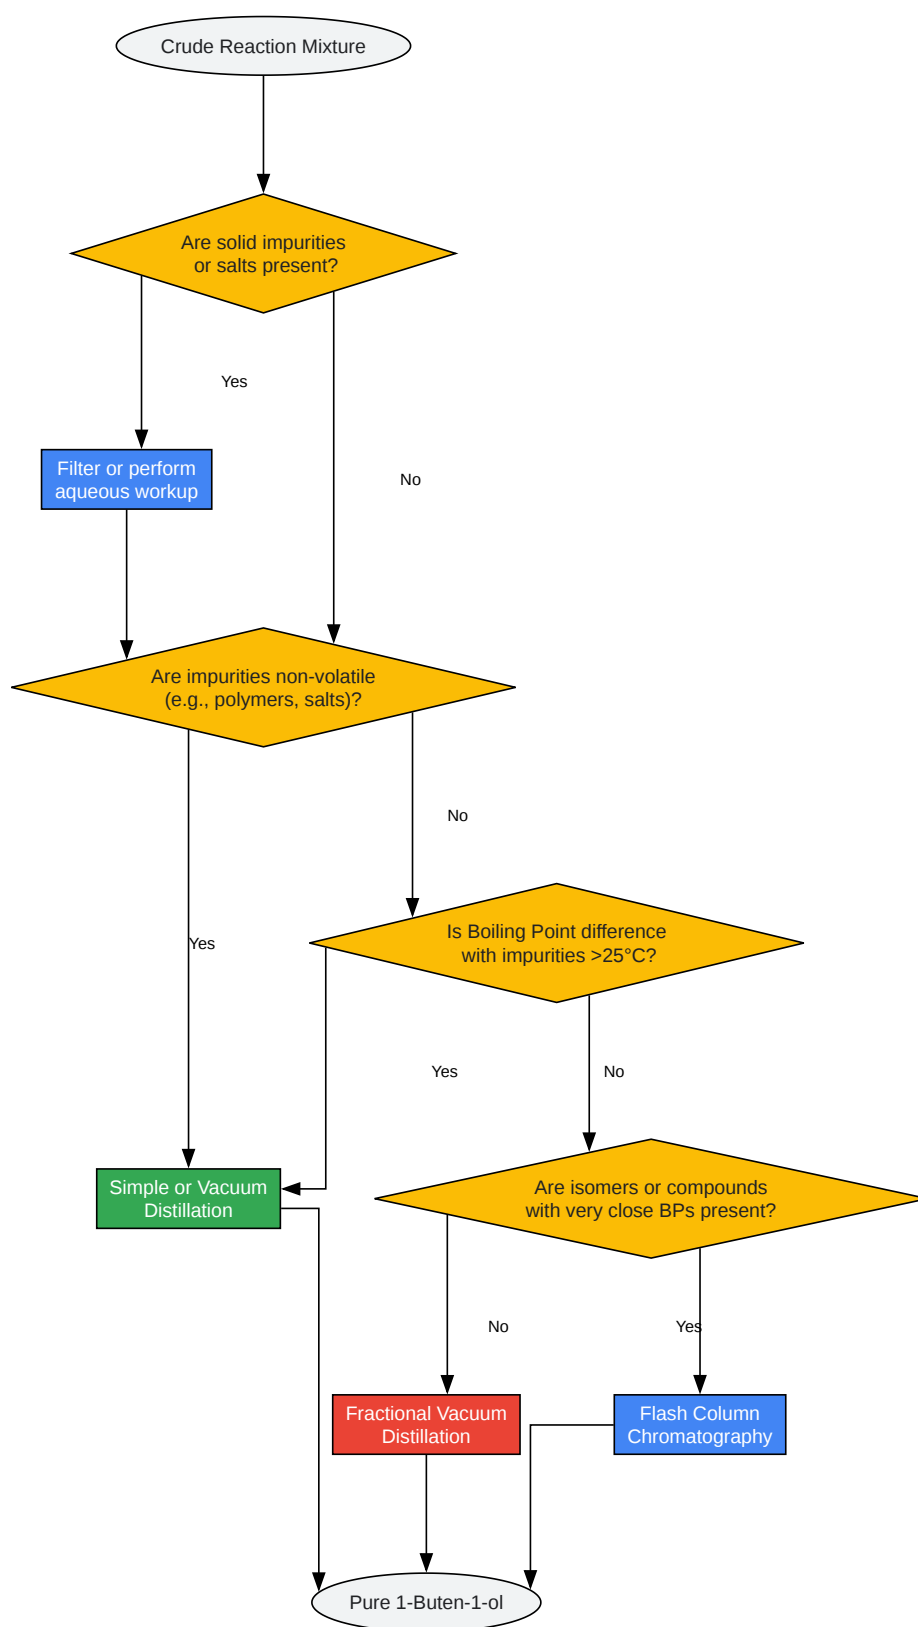 Crude Reaction Mixture
Are solid impurities
or salts present?
Yes
Filter or perform
aqueous workup
No
Are impurities non-volatile
(e.g., polymers, salts)?
No
Is Boiling Point difference
with impurities >25°C?
Yes
Yes
No
Simple or Vacuum
Distillation
Are isomers or compounds
with very close BPs present?
No
Yes
Fractional Vacuum
Distillation
Flash Column
Chromatography
Pure 1-Buten-1-ol